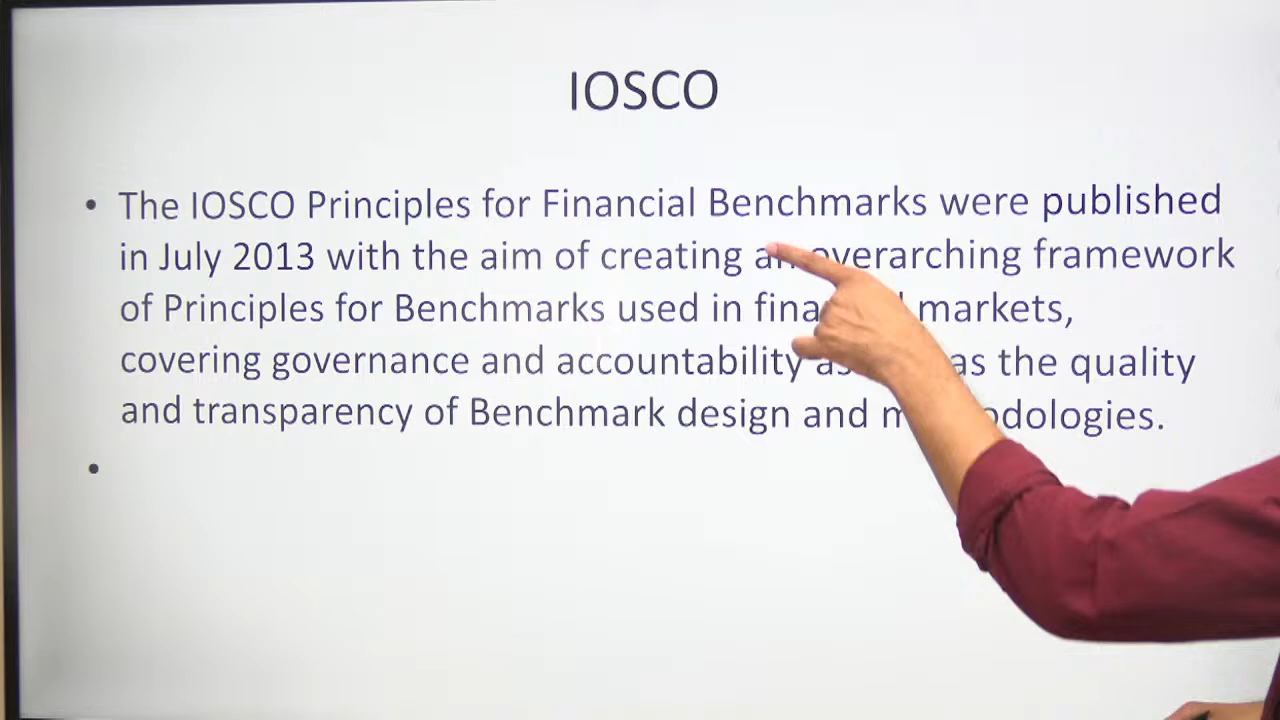 IOSCO
• The IOSCO Principles for Financial Benchmarks were published
in July 2013 with the aim of creating an overarching framework
of Principles for Benchmarks used in markets,
covering governance and accountability as the quality
and transparency of Benchmark design and
•